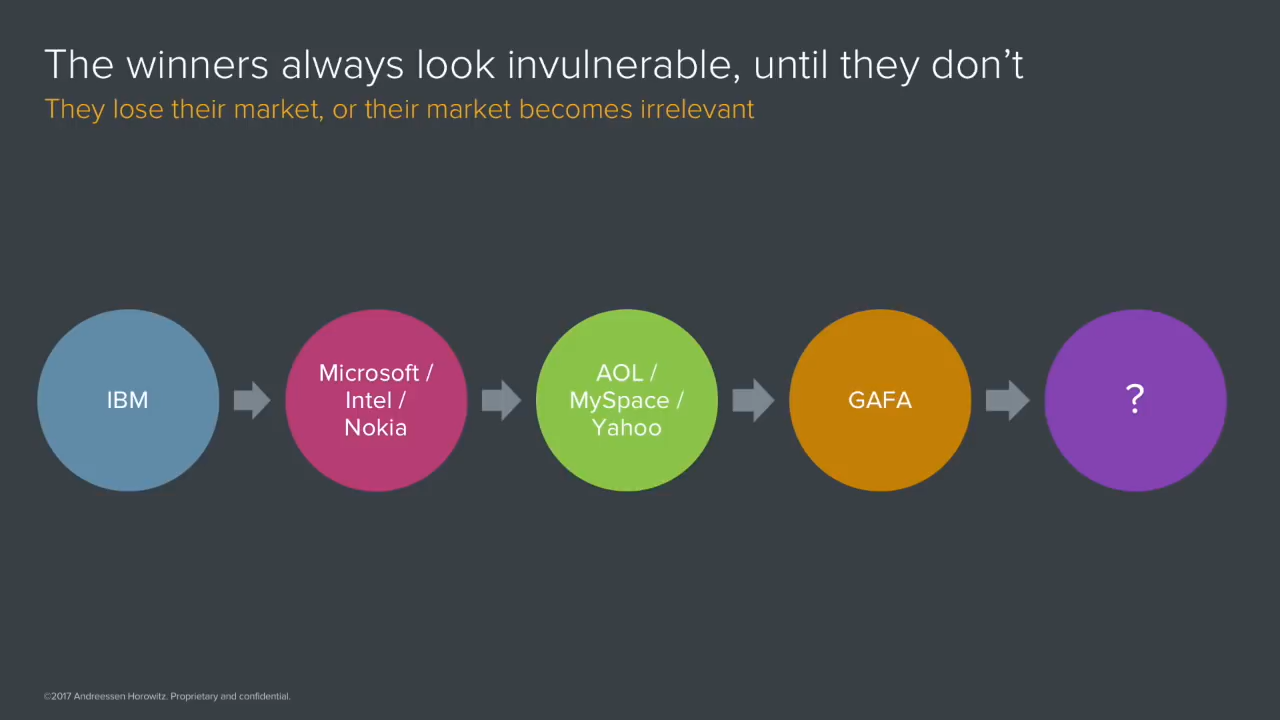 The winners always look invulnerable, until they don’t
They lose their market, or their market becomes irrelevant
IBM
Microsoft /
Intel /
Nokia
AOL /
MySpace /
Yahoo
GAFA
?
©2017 Andreessen Horowitz. Proprietary and confidential.